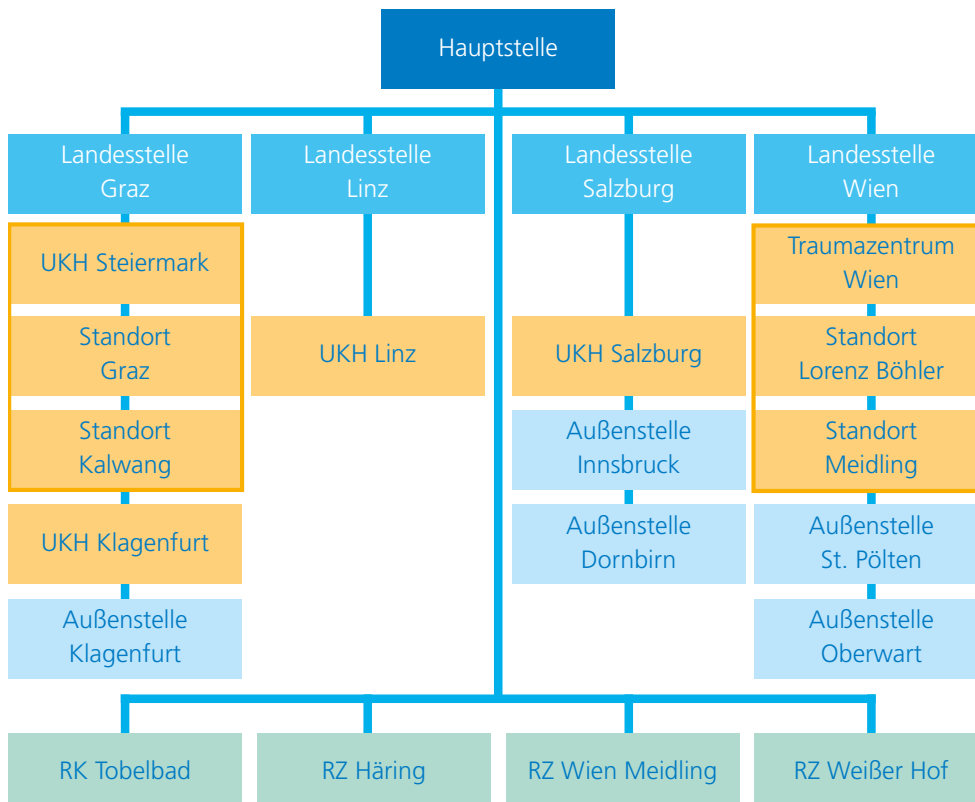 Hauptstelle
Landesstelle
Graz
Landesstelle
Linz
Landesstelle
Salzburg
Landesstelle
Wien
UKH Steiermark
Traumazentrum
Wien
Standort
Graz
UKH Linz
UKH Salzburg
Standort
Lorenz Böhler
Standort
Kalwang
Außenstelle
Innsbruck
Standort
Meidling
UKH Klagenfurt
Außenstelle
Dornbirn
Außenstelle
St. Pölten
Außenstelle
Klagenfurt
Außenstelle
Oberwart
RK Tobelbad
RZ Häring
RZ Wien Meidling
RZ Weißer Hof